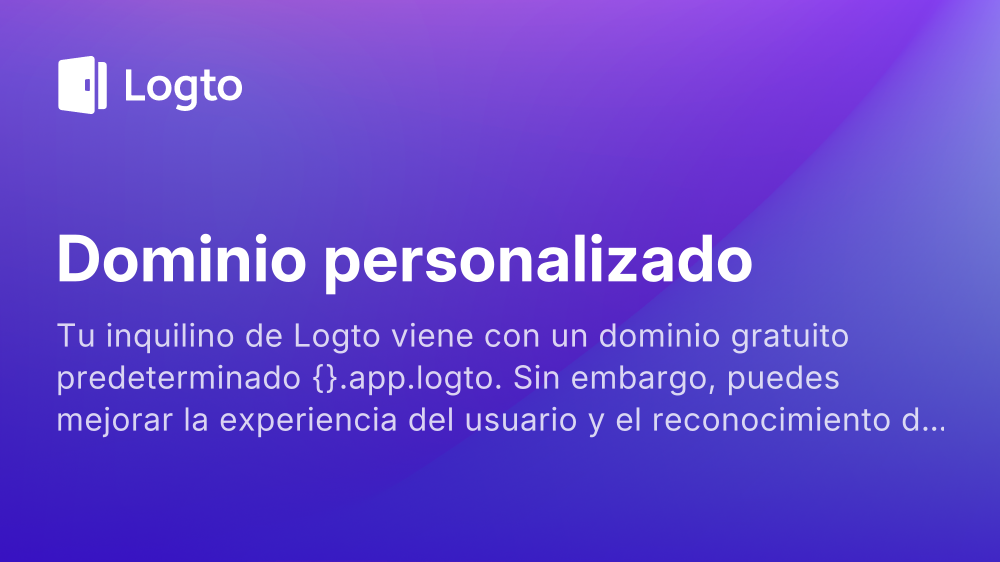 Logto
Dominio personalizado
Tu inquilino de Logto viene con un dominio gratuito
predeterminado {}.app.logto. Sin embargo, puedes
mejorar la experiencia del usuario y el reconocimiento d...